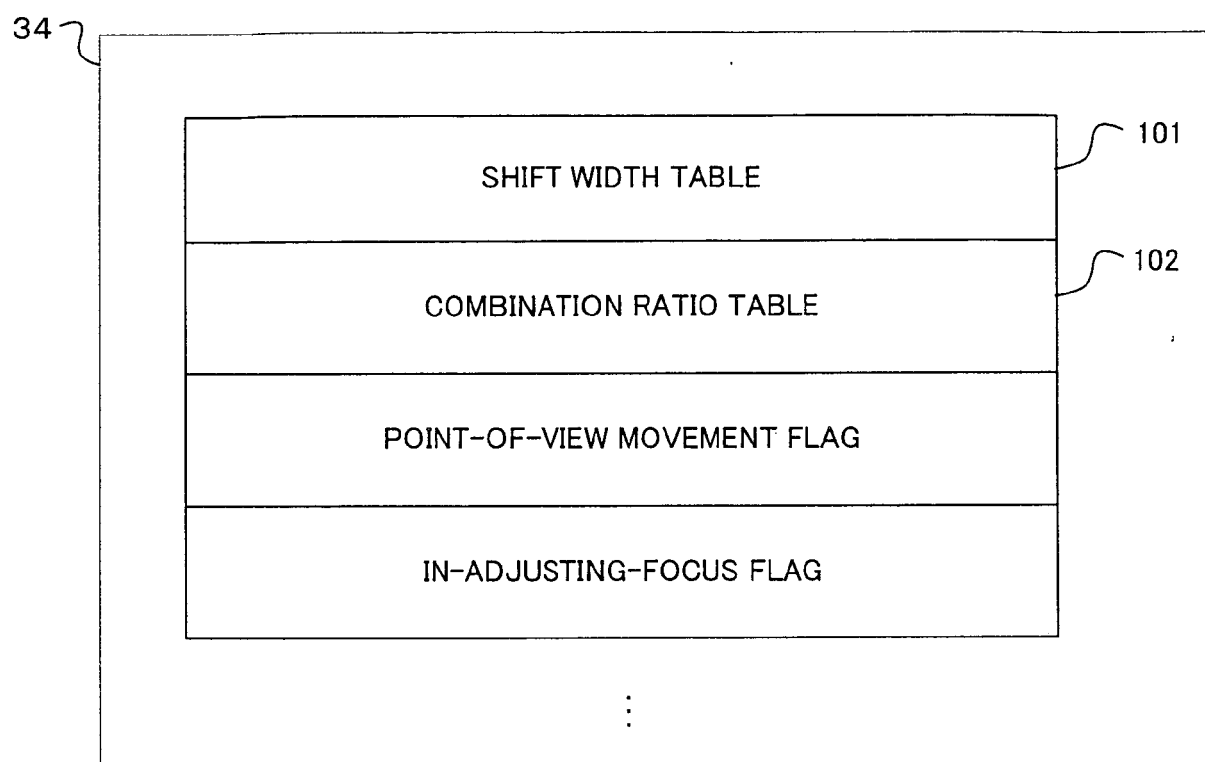 34
SHIFT WIDTH TABLE
101
COMBINATION RATIO TABLE
102
POINT-OF-VIEW MOVEMENT FLAG
IN-ADJUSTING-FOCUS FLAG
⋮